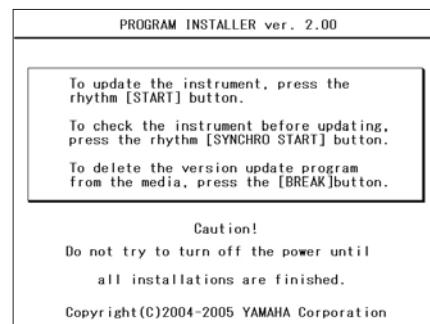 PROGRAM INSTALLER ver. 2.00
To update the instrument, press the
rhythm [START] button.
To check the instrument before updating,
press the rhythm [SYNCHRO START] button.
To delete the version update program
from the media, press the [BREAK]button.
Caution!
Do not try to turn off the power until
all installations are finished.
Copyright(C)2004-2005 YAMAHA Corporation